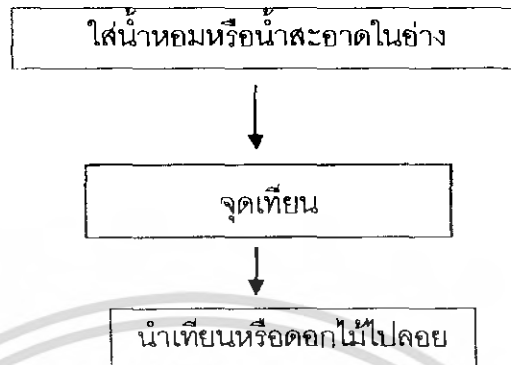 ใส่น้ำหอมหรือน้ำสะอาดในอ่าง
จุดเทียน
นำเทียนหรือดอกไม้ไปลอย